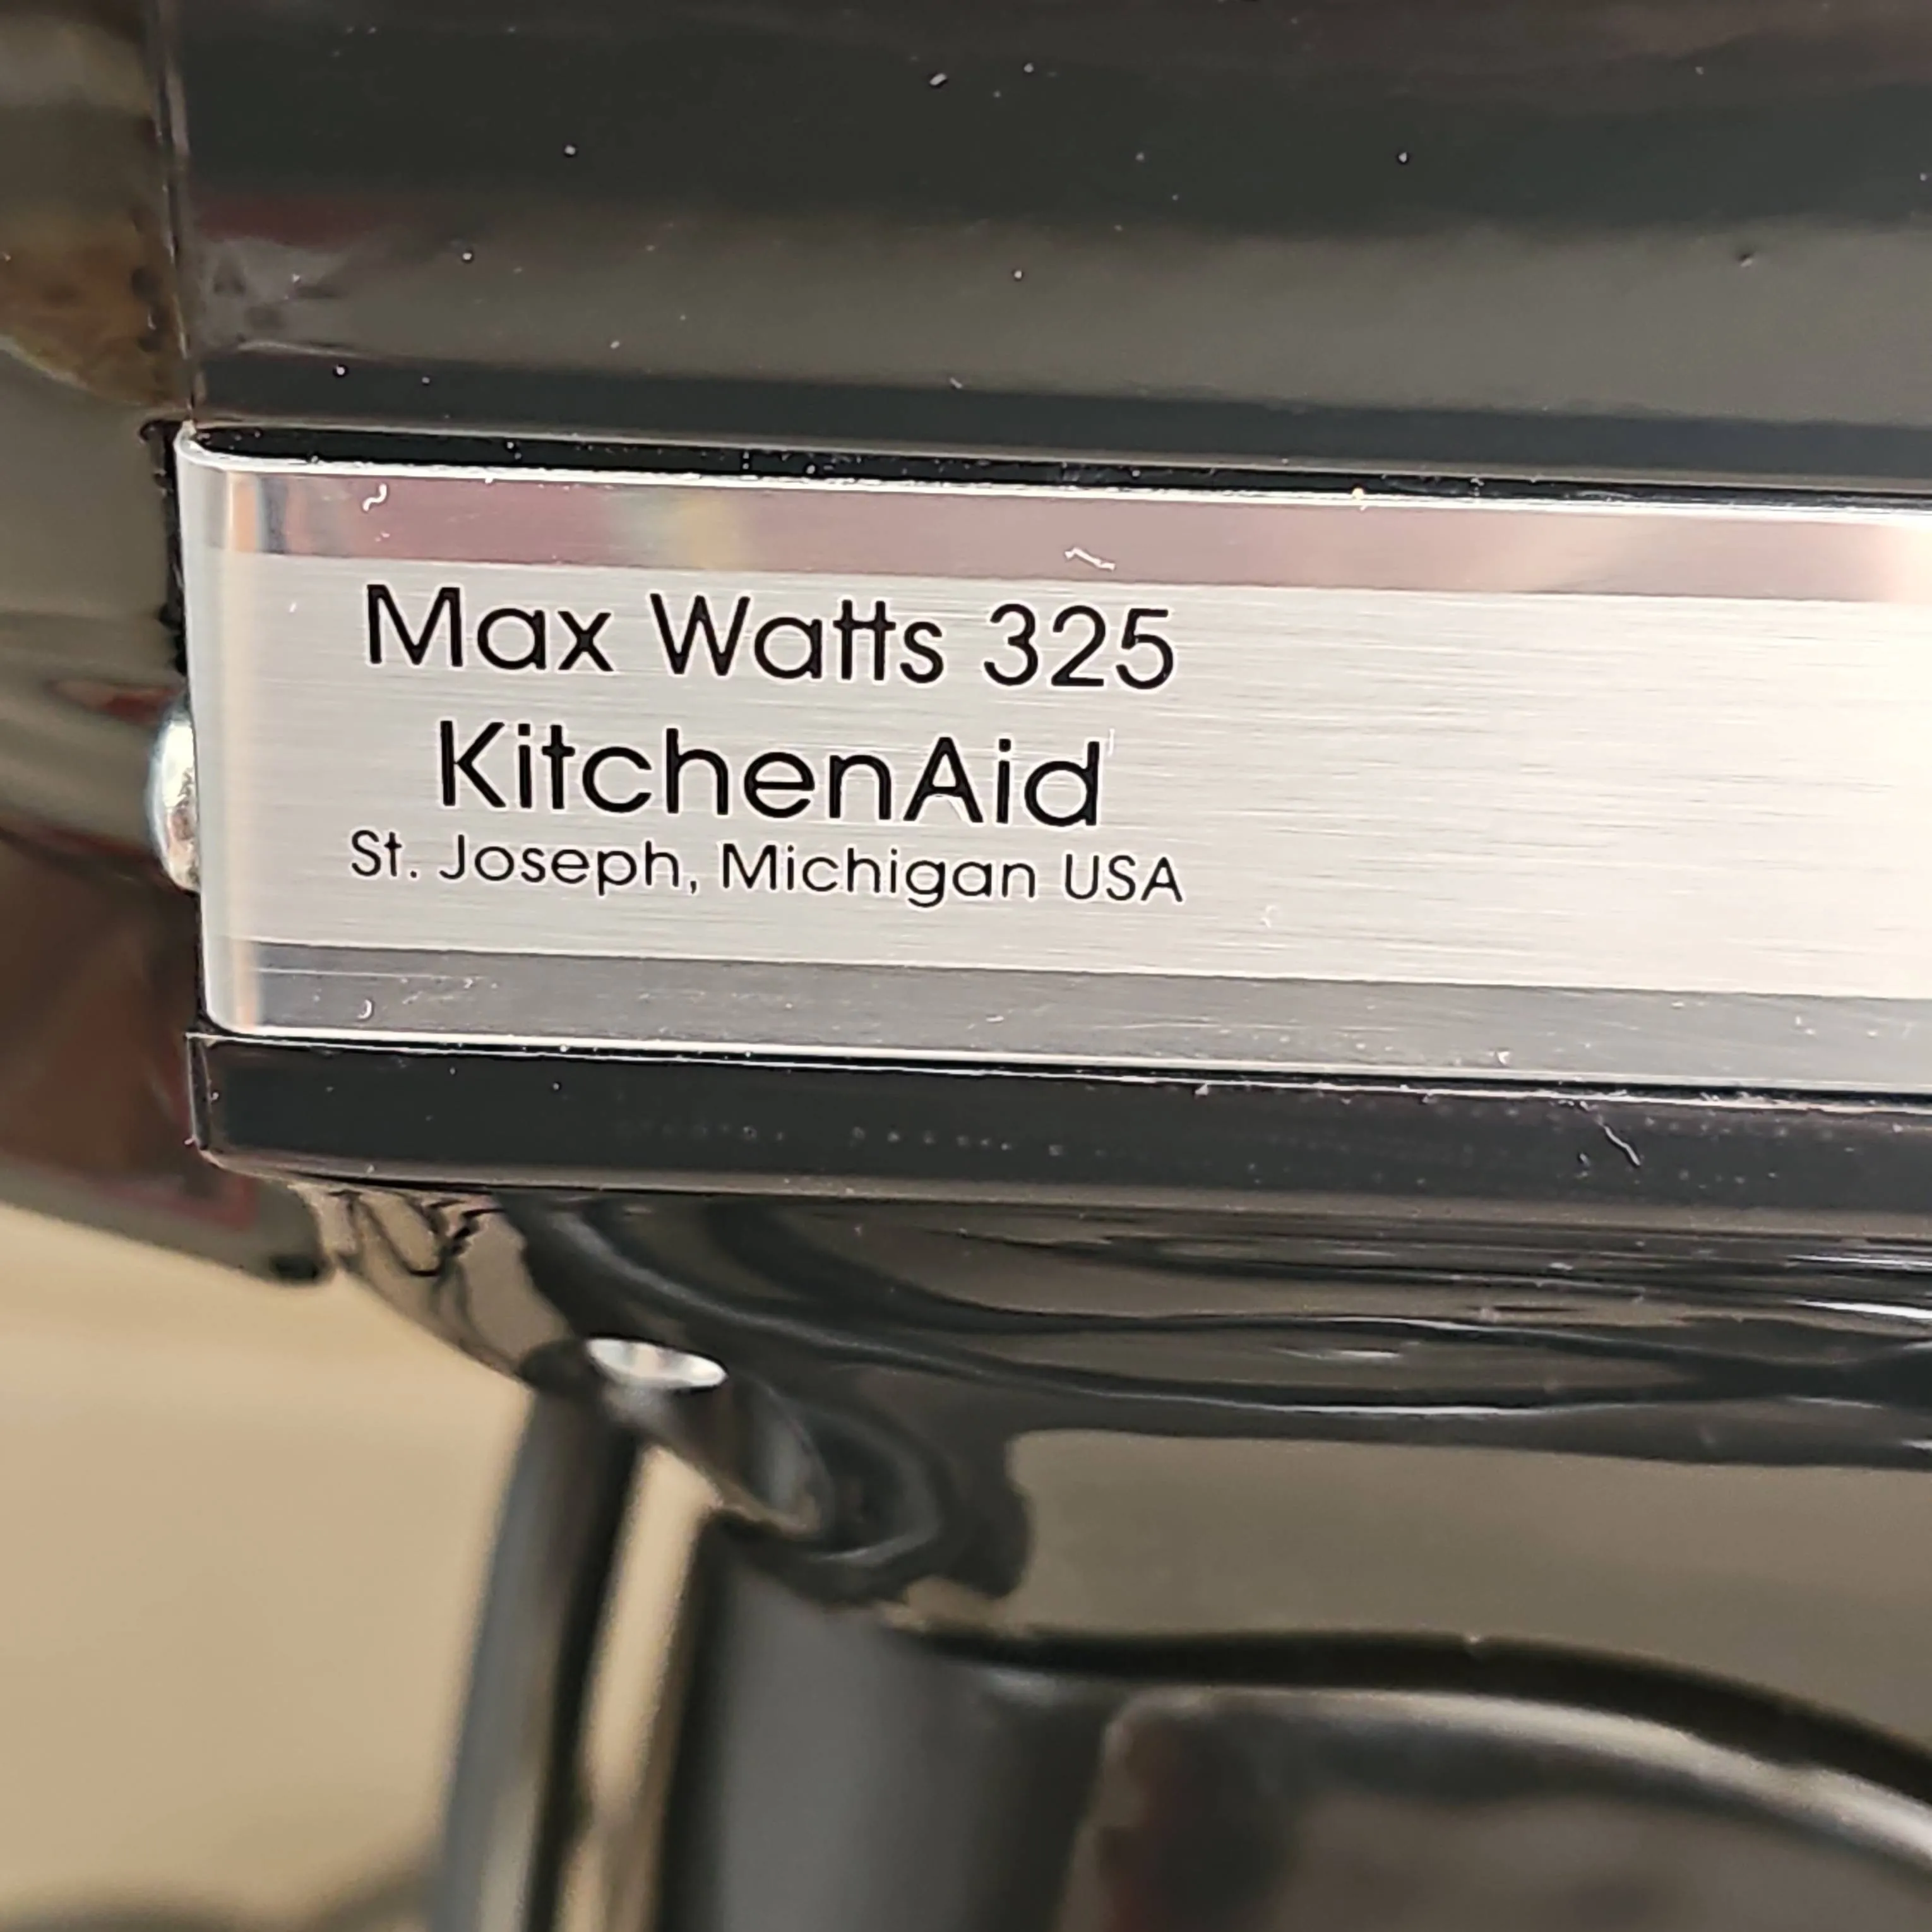 Max Watts 325
KitchenAid
St. Joseph, Michigan USA